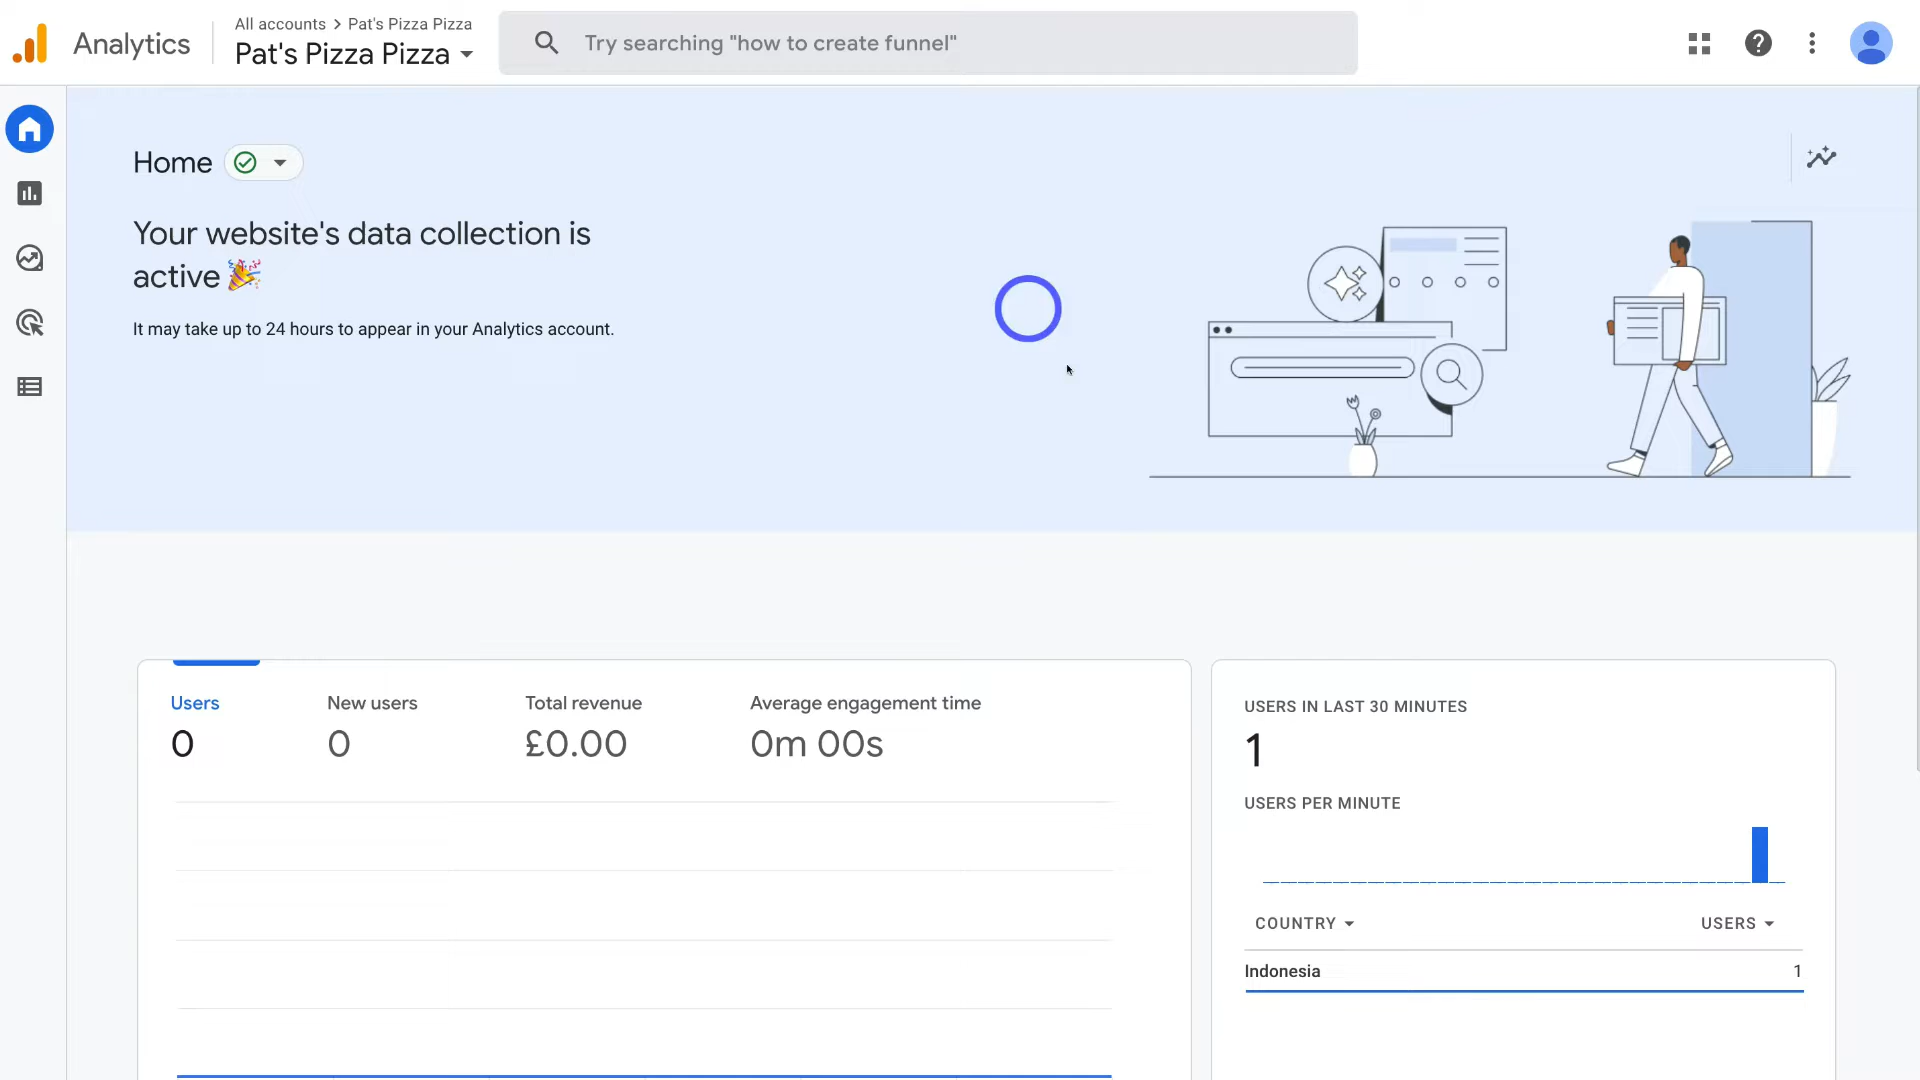 Analytics
All accounts > Pat's Pizza Pizza
Pat's Pizza Pizza
Try searching "how to create funnel"
Home
Your website's data collection is
active 🎉
It may take up to 24 hours to appear in your Analytics account.
Users
0
New users
0
Total revenue
£0.00
Average engagement time
0m 00s
USERS IN LAST 30 MINUTES
1
USERS PER MINUTE
COUNTRY USERS
Indonesia 1